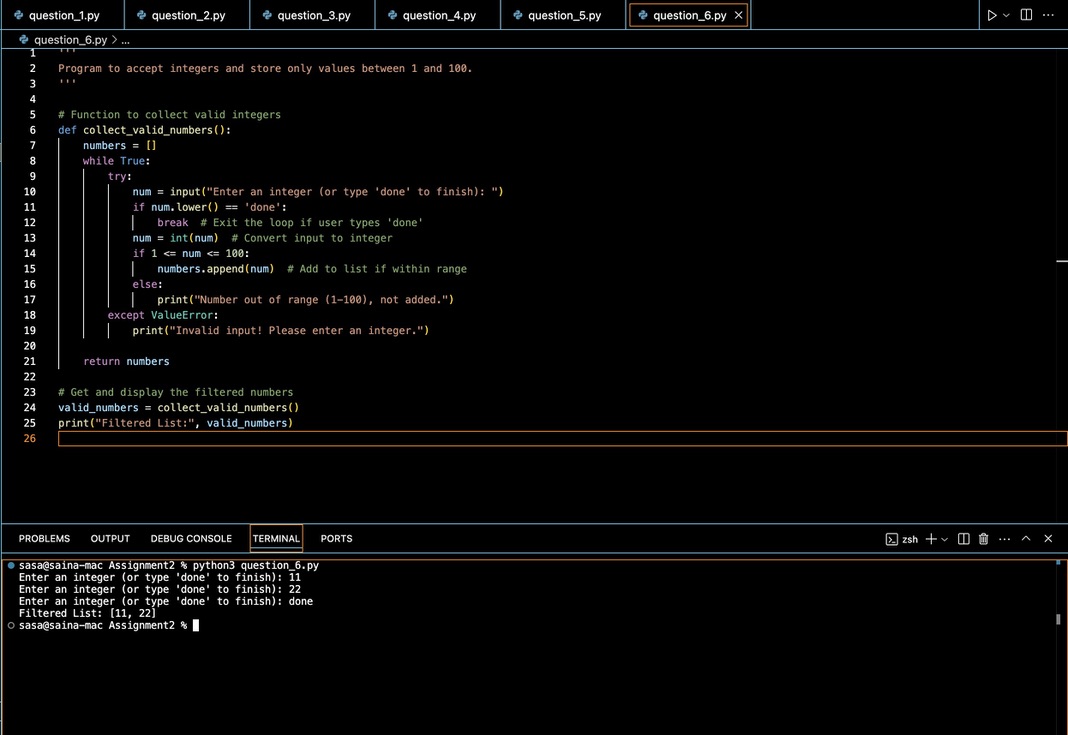 question_1.py question_2.py question_3.py question_4.py question_5.py question_6.py
question_6.py > ...
1 '''
2 Program to accept integers and store only values between 1 and 100.
3 '''
4
5 # Function to collect valid integers
6 def collect_valid_numbers():
7     numbers = []
8     while True:
9         try:
10             num = input("Enter an integer (or type 'done' to finish): ")
11             if num.lower() == 'done':
12                 break  # Exit the loop if user types 'done'
13             num = int(num)  # Convert input to integer
14             if 1 <= num <= 100:
15                 numbers.append(num)  # Add to list if within range
16             else:
17                 print("Number out of range (1-100), not added.")
18         except ValueError:
19             print("Invalid input! Please enter an integer.")
20
21     return numbers
22
23 # Get and display the filtered numbers
24 valid_numbers = collect_valid_numbers()
25 print("Filtered List:", valid_numbers)
26
PROBLEMS OUTPUT DEBUG CONSOLE TERMINAL PORTS zsh
sasa@saina-mac Assignment2 % python3 question_6.py
Enter an integer (or type 'done' to finish): 11
Enter an integer (or type 'done' to finish): 22
Enter an integer (or type 'done' to finish): done
Filtered List: [11, 22]
sasa@saina-mac Assignment2 %